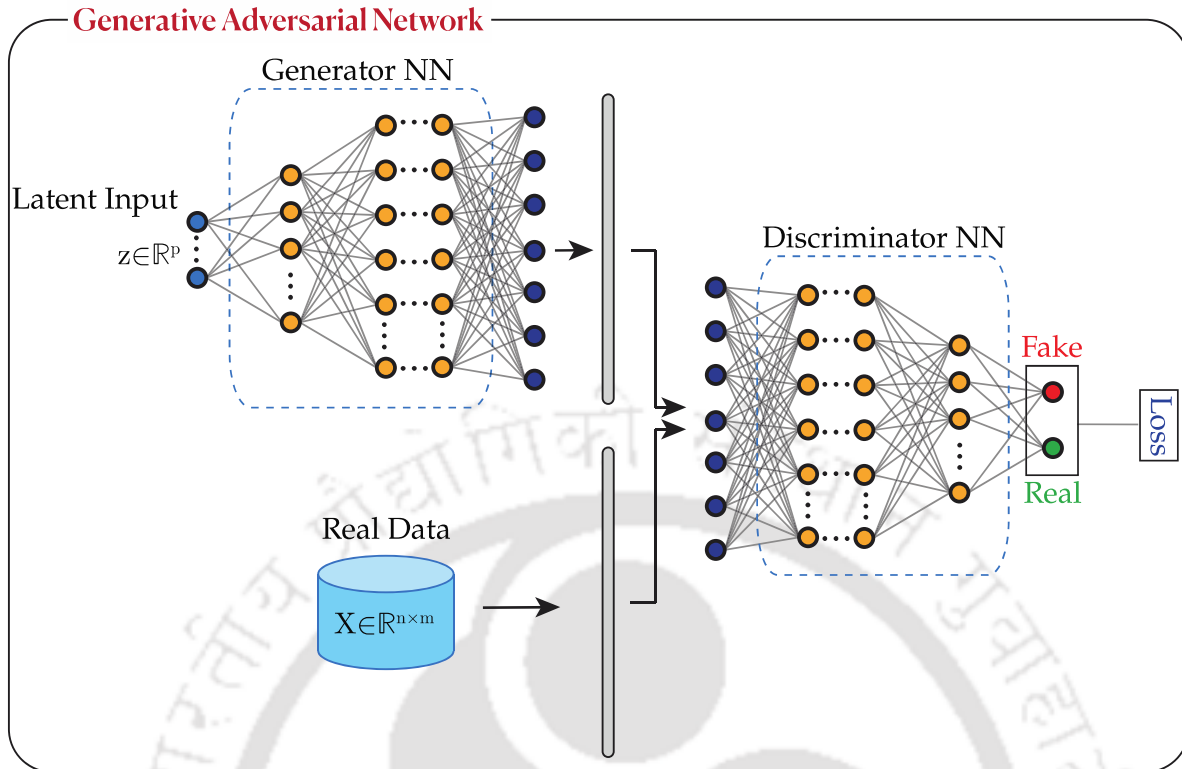 Generative Adversarial Network
Generator NN
Latent Input
z∈ℝᵖ
Discriminator NN
Fake
Loss
Real
Real Data
X∈ℝⁿˣᵐ